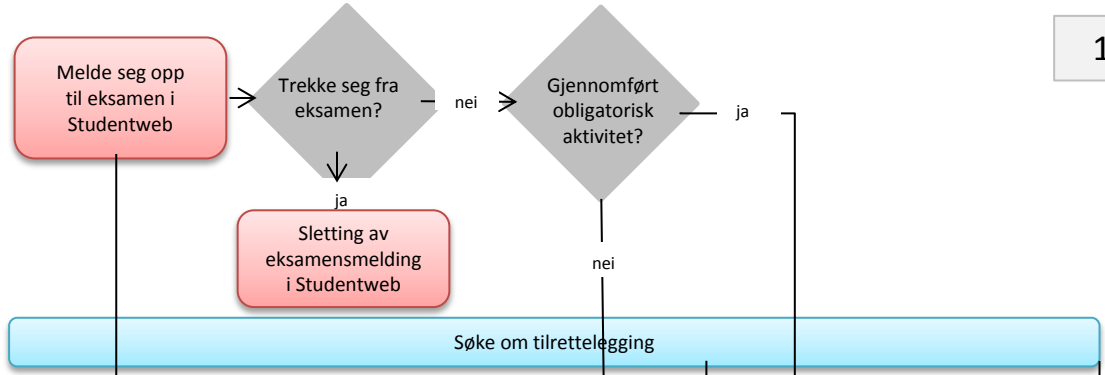 Melde seg opp
til eksamen i
Studentweb
Trekke seg fra
eksamen?
nei
Gjennomført
obligatorisk
aktivitet?
ja
1
ja
Sletting av
eksamensmelding
i Studentweb
nei
Søke om tilrettelegging